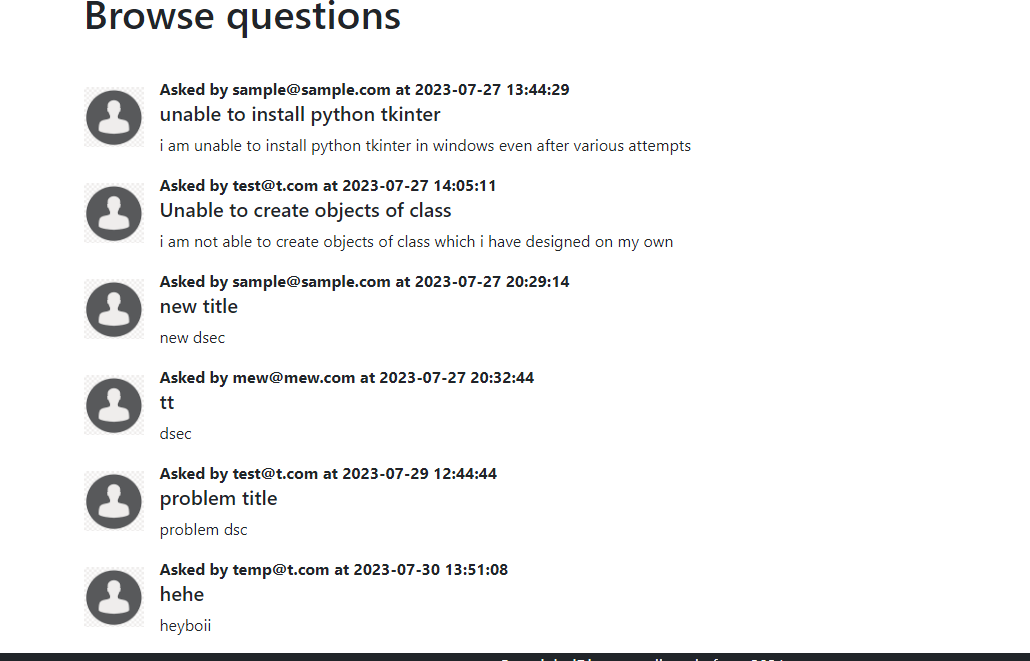 Browse questions
Asked by sample@sample.com at 2023-07-27 13:44:29
unable to install python tkinter
i am unable to install python tkinter in windows even after various attempts
Asked by test@t.com at 2023-07-27 14:05:11
Unable to create objects of class
i am not able to create objects of class which i have designed on my own
Asked by sample@sample.com at 2023-07-27 20:29:14
new title
new dsec
Asked by mew@mew.com at 2023-07-27 20:32:44
tt
dsec
Asked by test@t.com at 2023-07-29 12:44:44
problem title
problem dsc
Asked by temp@t.com at 2023-07-30 13:51:08
hehe
heyboii